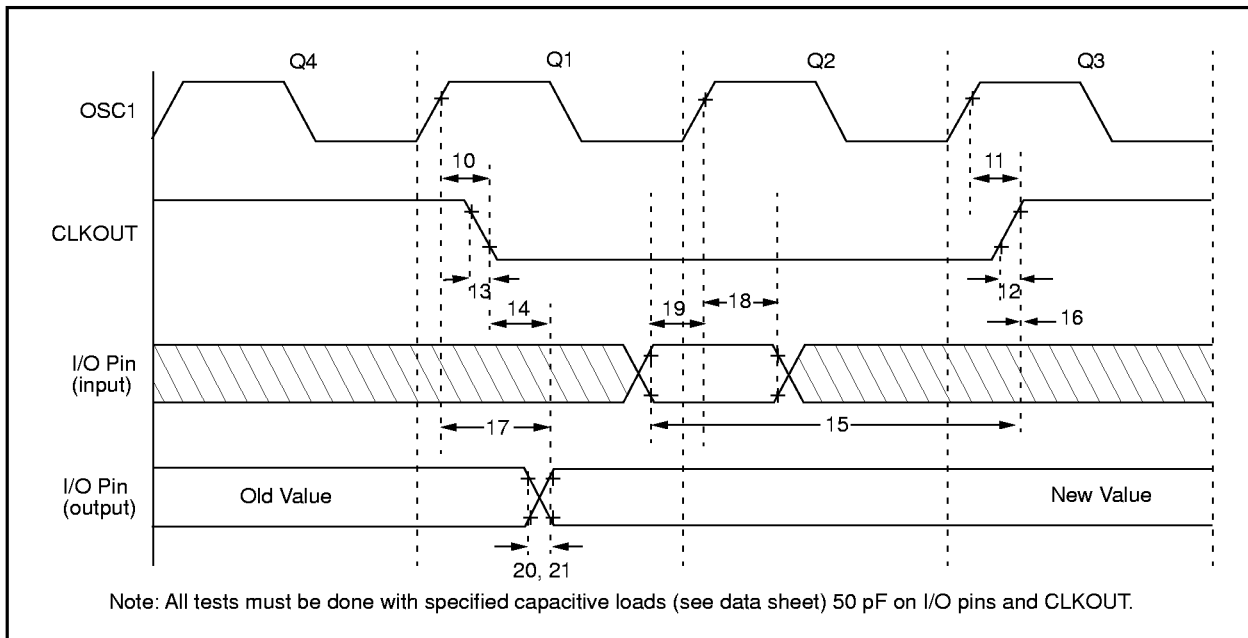 Q4 Q1 Q2 Q3
OSC1
10 11
CLKOUT
13 12
14 19 18 16
I/O Pin
(input)
17 15
I/O Pin
(output)
Old Value New Value
20, 21
Note: All tests must be done with specified capacitive loads (see data sheet) 50 pF on I/O pins and CLKOUT.